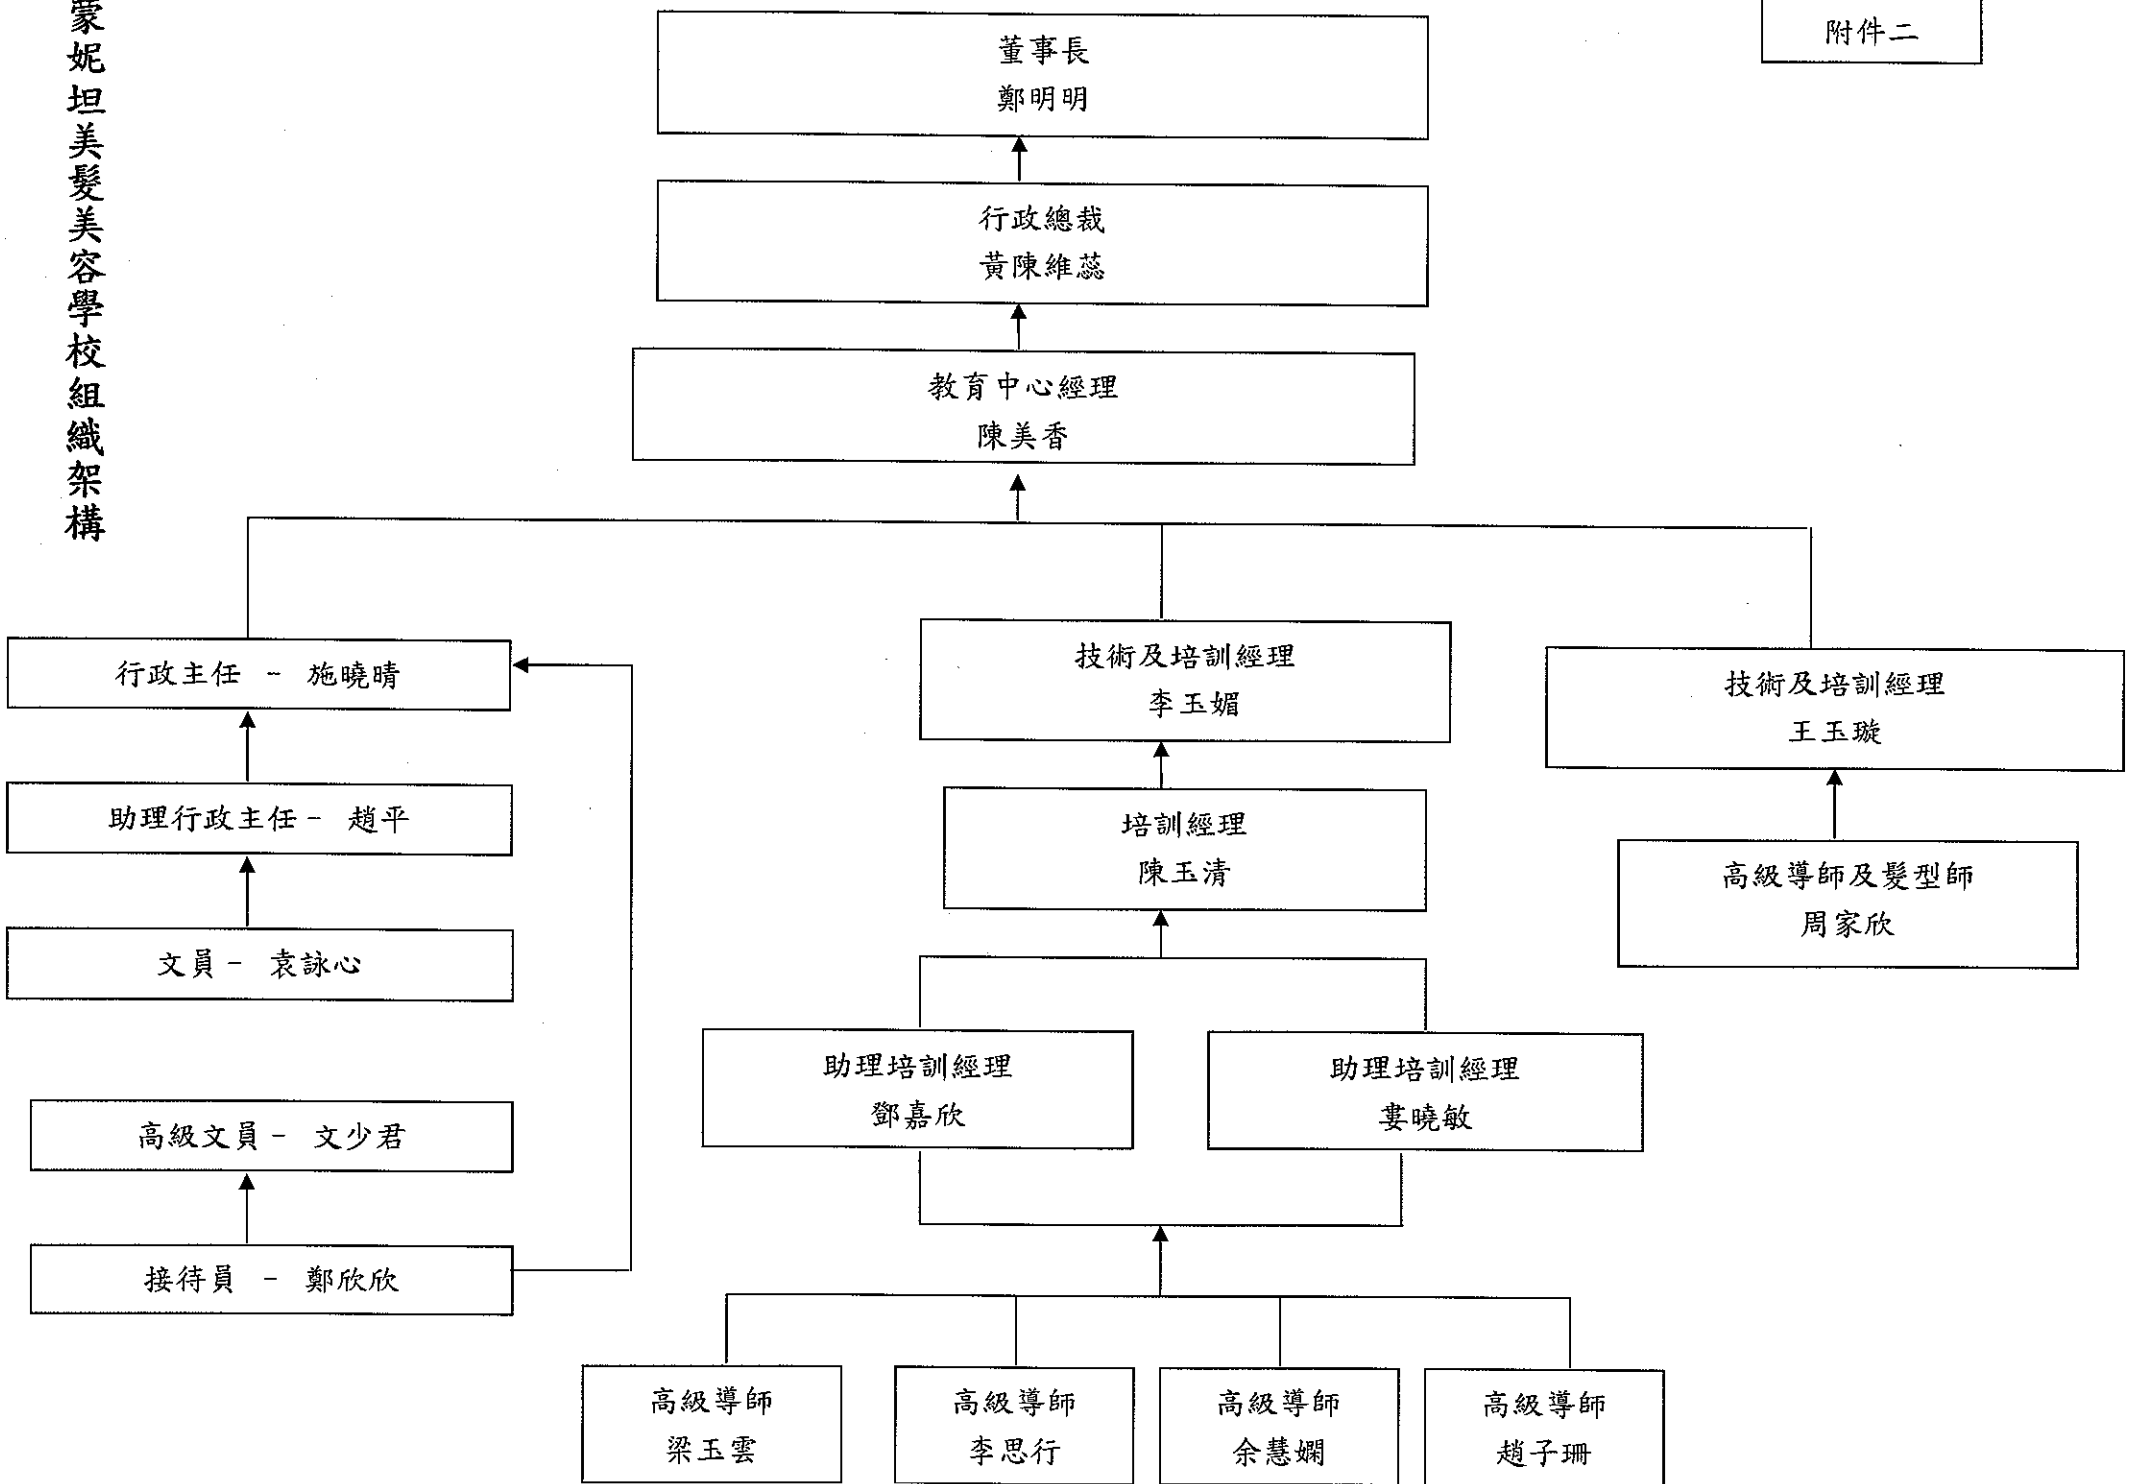 蒙妮坦美髮美容學校組織架構
附件二
董事長
鄭明明
行政總裁
黃陳維蕊
教育中心經理
陳美香
行政主任 - 施曉晴
助理行政主任 - 趙平
文員 - 袁詠心
高級文員 - 文少君
接待員 - 鄭欣欣
技術及培訓經理
李玉媚
培訓經理
陳玉清
助理培訓經理
鄧嘉欣
助理培訓經理
婁曉敏
高級導師
梁玉雲
高級導師
李思行
高級導師
余慧嫻
高級導師
趙子珊
技術及培訓經理
王玉璇
高級導師及髮型師
周家欣